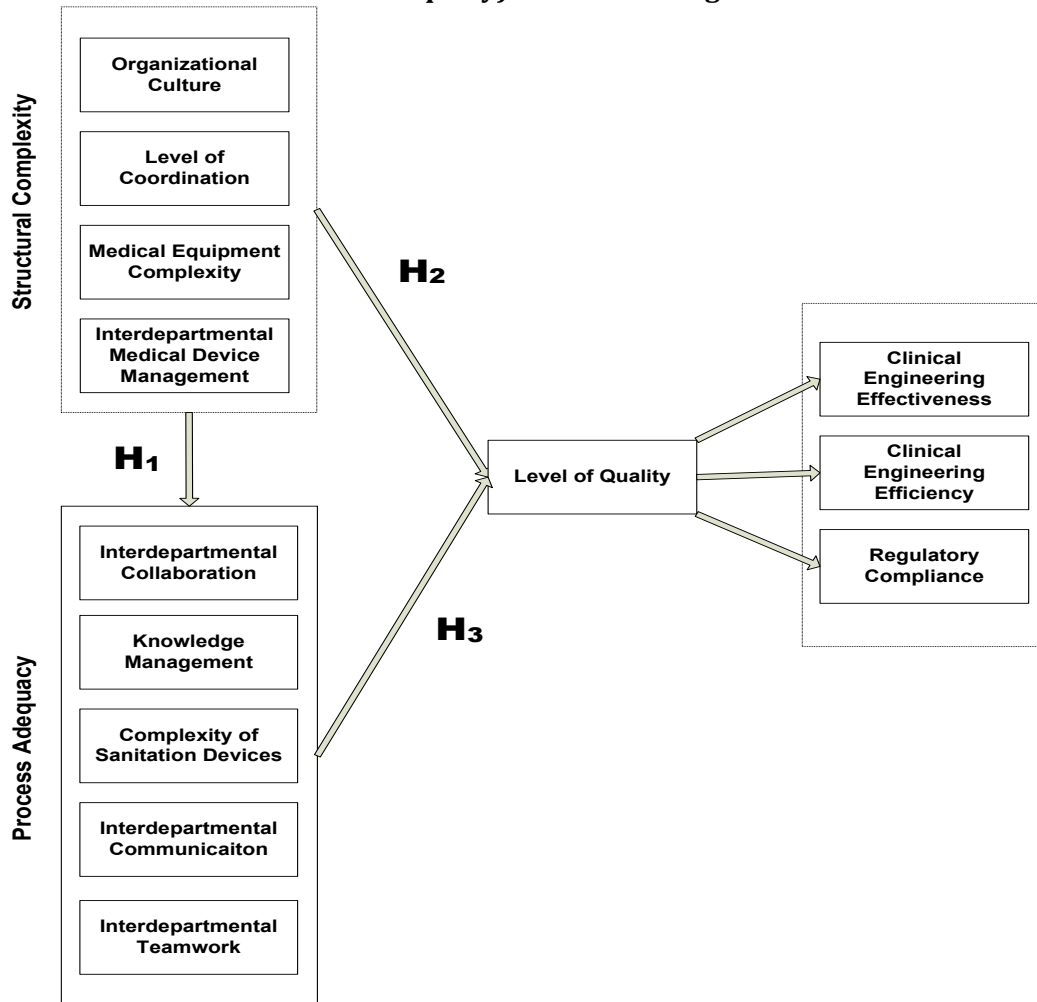 Structural Complexity
Organizational
Culture
Level of
Coordination
Medical Equipment
Complexity
Interdepartmental
Medical Device
Management
H2
H1
Clinical
Engineering
Effectiveness
Level of Quality
Clinical
Engineering
Efficiency
Regulatory
Compliance
H3
Process Adequacy
Interdepartmental
Collaboration
Knowledge
Management
Complexity of
Sanitation Devices
Interdepartmental
Communicaiton
Interdepartmental
Teamwork